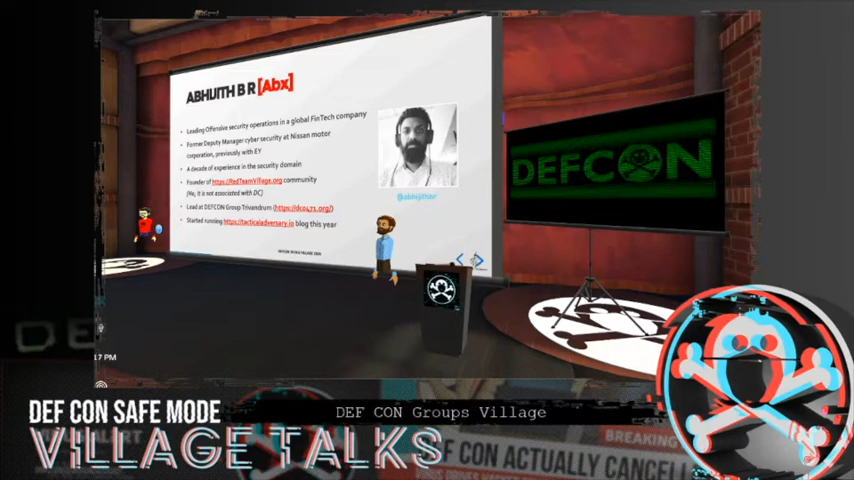 ABHIJITH B R [Abx]
• Leading Offensive security operations in a global FinTech company
• Former Deputy Manager cyber security at Nissan motor
corporation, previously with EY
• A decade of experience in the security domain
• Founder of https://RedTeamVillage.org community
(No, it is not associated with DC)
• Lead at DEFCON Group Trivandrum (https://dc0471.org/)
• Started running https://tacticaladversary.io blog this year
@abhijithbr
DEFCON
17 PM
DEF CON SAFE MODE
DEF CON Groups Village
VILLAGE TALKS
BREAKING
F CON ACTUALLY CANCELL